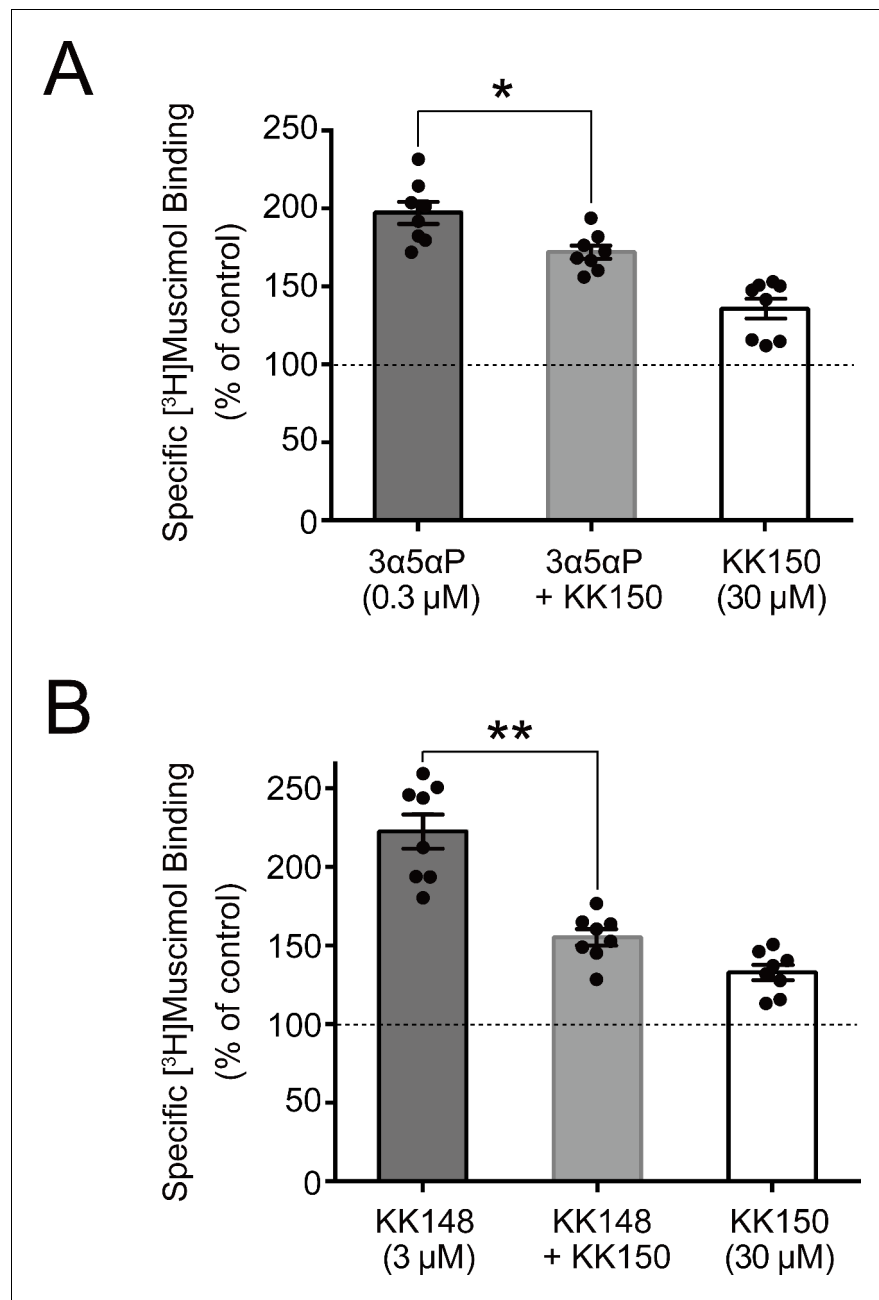 A
*
Specific [³H]Muscimol Binding
(% of control)
250
200
150
100
50
0
3α5αP
(0.3 µM)
3α5αP
+ KK150
KK150
(30 µM)
B
**
Specific [³H]Muscimol Binding
(% of control)
250
200
150
100
50
0
KK148
(3 µM)
KK148
+ KK150
KK150
(30 µM)